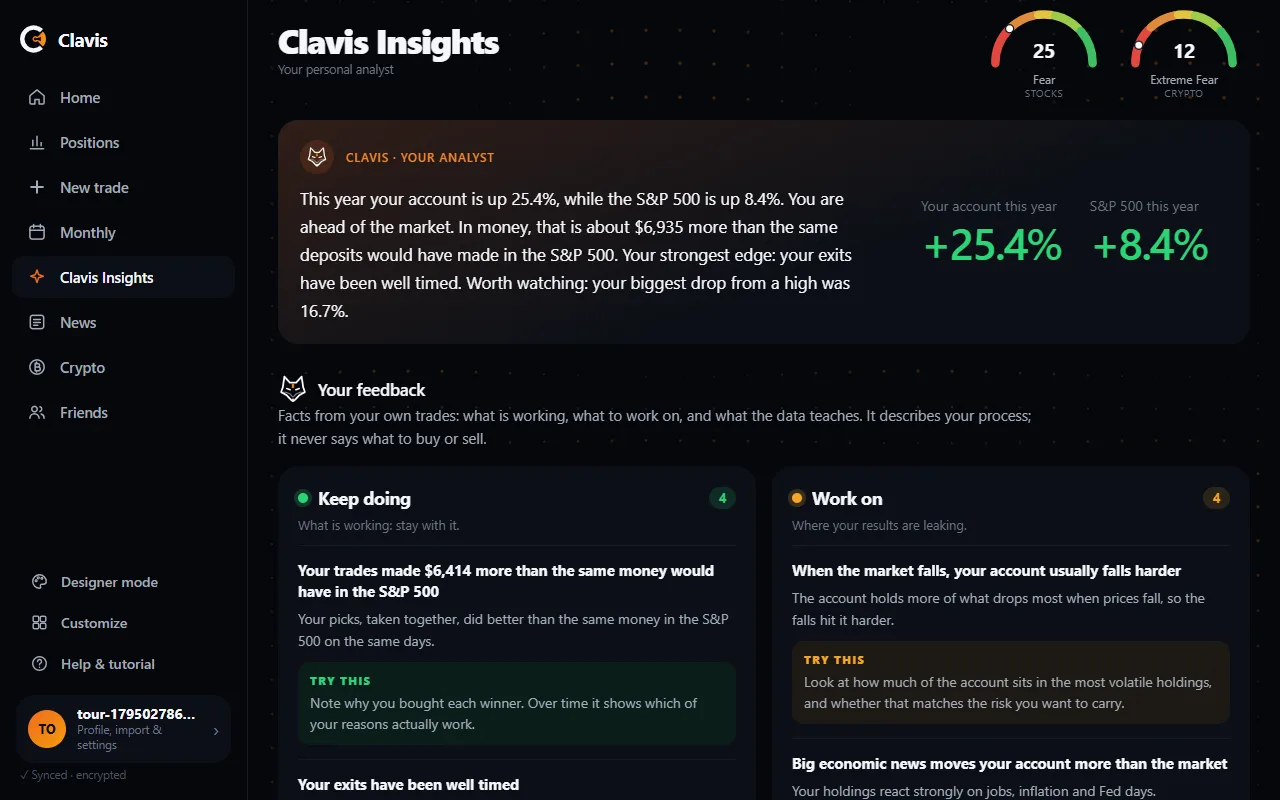 Clavis
Home
Positions
New trade
Monthly
Clavis Insights
News
Crypto
Friends
Designer mode
Customize
Help & tutorial
TO
tour-179502786...
Profile, import &
settings
✓ Synced · encrypted
Clavis Insights
Your personal analyst
25
Fear
STOCKS
12
Extreme Fear
CRYPTO
CLAVIS · YOUR ANALYST
This year your account is up 25.4%, while the S&P 500 is up 8.4%. You are
ahead of the market. In money, that is about $6,935 more than the same
deposits would have made in the S&P 500. Your strongest edge: your exits
have been well timed. Worth watching: your biggest drop from a high was
16.7%.
Your account this year
+25.4%
S&P 500 this year
+8.4%
Your feedback
Facts from your own trades: what is working, what to work on, and what the data teaches. It describes your process;
it never says what to buy or sell.
Keep doing
4
What is working: stay with it.
Your trades made $6,414 more than the same money would
have in the S&P 500
Your picks, taken together, did better than the same money in the S&P
500 on the same days.
TRY THIS
Note why you bought each winner. Over time it shows which of
your reasons actually work.
Your exits have been well timed
Work on
4
Where your results are leaking.
When the market falls, your account usually falls harder
The account holds more of what drops most when prices fall, so the
falls hit it harder.
TRY THIS
Look at how much of the account sits in the most volatile holdings,
and whether that matches the risk you want to carry.
Big economic news moves your account more than the market
Your holdings react strongly on jobs, inflation and Fed days.